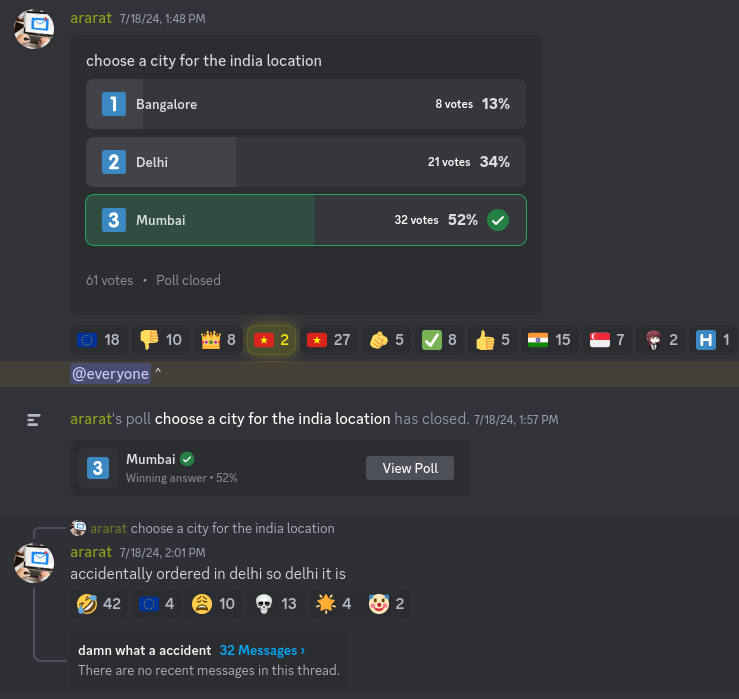 ararat 7/18/24, 1:48 PM
choose a city for the india location
1 Bangalore 8 votes 13%
2 Delhi 21 votes 34%
3 Mumbai 32 votes 52%
61 votes • Poll closed
18 10 8 2 27 5 8 5 15 7 2 H 1
@everyone ^
ararat's poll choose a city for the india location has closed. 7/18/24, 1:57 PM
3 Mumbai
Winning answer • 52%
View Poll
ararat choose a city for the india location
ararat 7/18/24, 2:01 PM
accidentally ordered in delhi so delhi it is
42 4 10 13 4 2
damn what a accident 32 Messages ›
There are no recent messages in this thread.